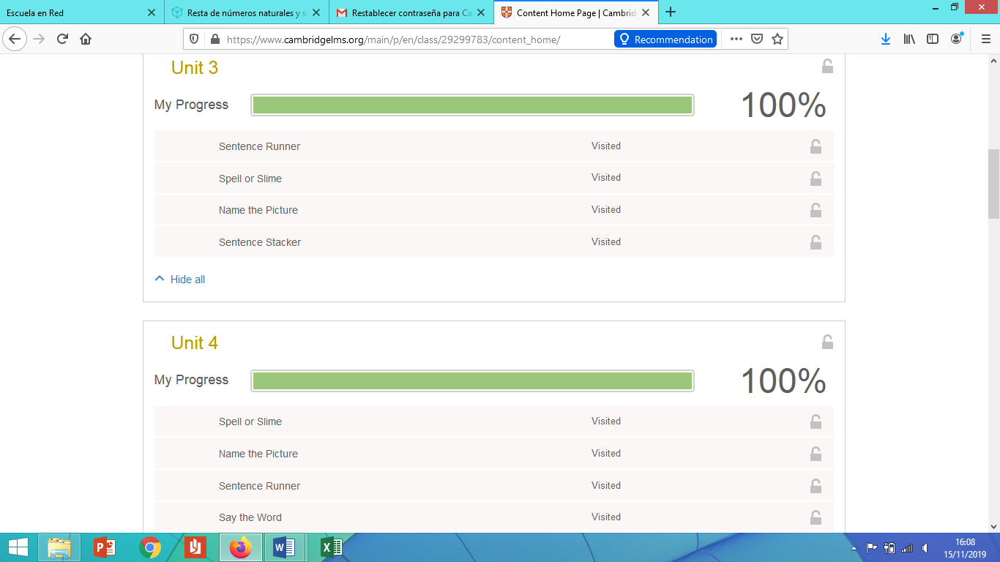 Escuela en Red
Resta de números naturales y s
Restablecer contraseña para Ca
Content Home Page | Cambrid
https://www.cambridgelms.org/main/p/en/class/29299783/content_home/
Recommendation
Unit 3
My Progress
100%
Sentence Runner Visited
Spell or Slime Visited
Name the Picture Visited
Sentence Stacker Visited
Hide all
Unit 4
My Progress
100%
Spell or Slime Visited
Name the Picture Visited
Sentence Runner Visited
Say the Word Visited
16:08
15/11/2019